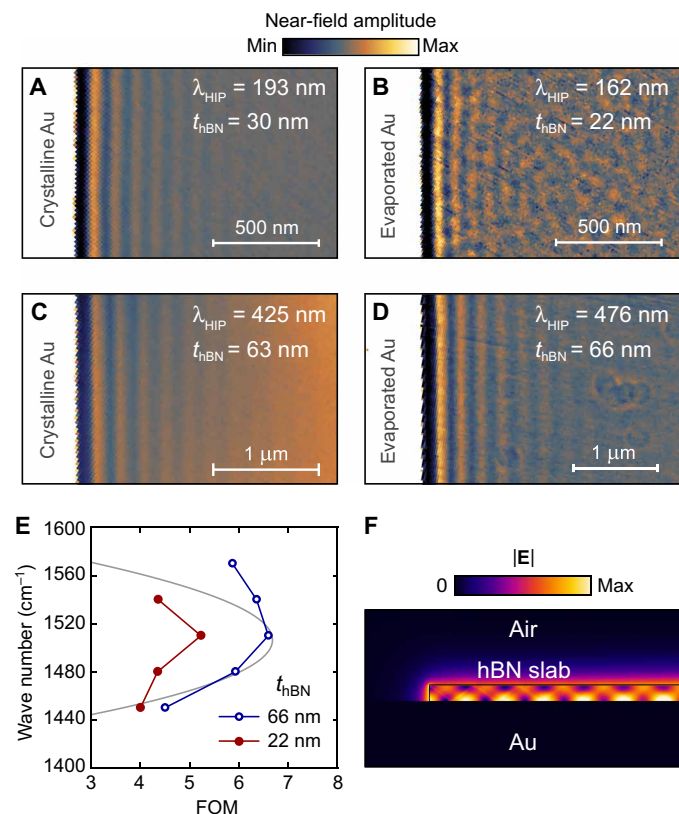 Near-field amplitude
Min Max
A
λHIP = 193 nm
thBN = 30 nm
Crystalline Au
500 nm
B
λHIP = 162 nm
thBN = 22 nm
Evaporated Au
500 nm
C
λHIP = 425 nm
thBN = 63 nm
Crystalline Au
1 μm
D
λHIP = 476 nm
thBN = 66 nm
Evaporated Au
1 μm
E
1600
1560
1520
1480
1440
1400
Wave number (cm⁻¹)
3 4 5 6 7 8
FOM
thBN
66 nm
22 nm
F
|E|
0 Max
Air
hBN slab
Au